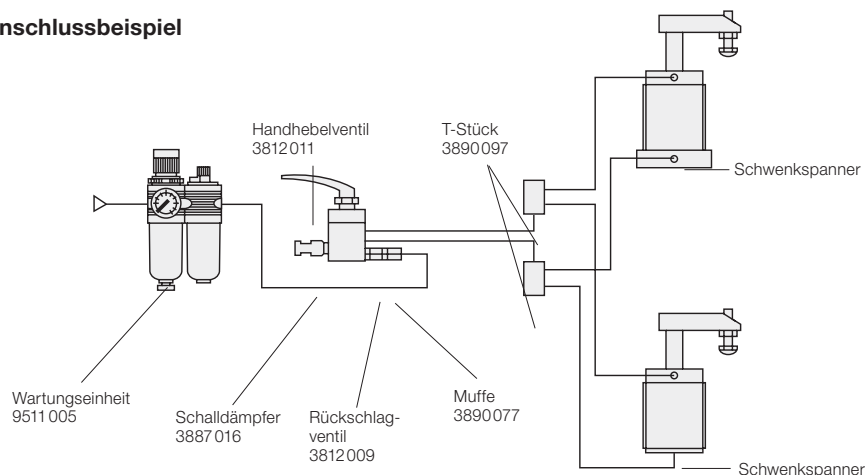 nschlussbeispiel
Handhebelventil
3812 011
T-Stück
3890 097
Schwenkspanner
Wartungseinheit
9511 005
Schalldämpfer
3887 016
Rückschlag-
ventil
3812 009
Muffe
3890 077
Schwenkspanner